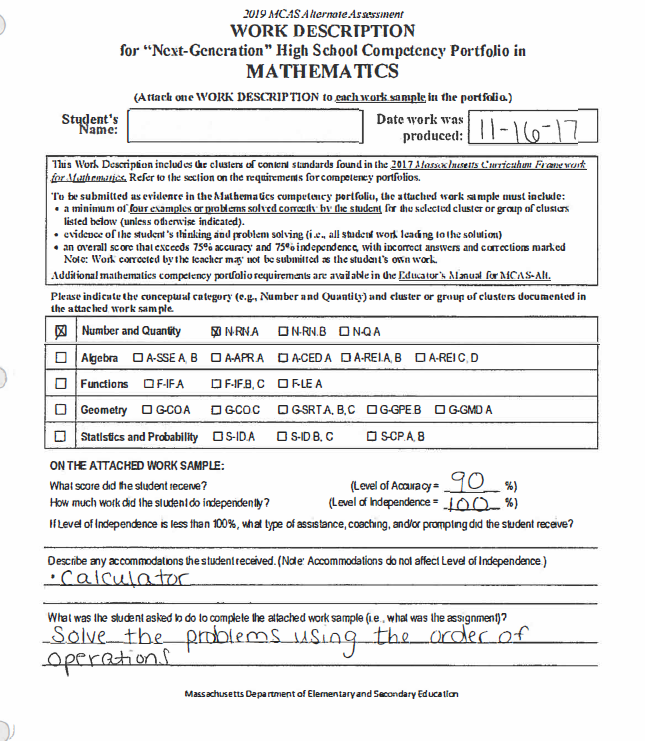 2019 MCAS Alternate Assessment
WORK DESCRIPTION
for “Next-Generation” High School Competency Portfolio in
MATHEMATICS
(Attach one WORK DESCRIPTION to each work sample in the portfolio.)
Student's Name:
Date work was produced: 11-16-17
This Work Description includes the clusters of content standards found in the 2017 Massachusetts Curriculum Framework
for Mathematics. Refer to the section on the requirements for competency portfolios.
To be submitted as evidence in the Mathematics competency portfolio, the attached work sample must include:
• a minimum of four examples or problems solved correctly by the student for the selected cluster or group of clusters
listed below (unless otherwise indicated).
• evidence of the student's thinking and problem solving (i.e., all student work leading to the solution)
• an overall score that exceeds 75% accuracy and 75% independence, with incorrect answers and corrections marked
Note: Work corrected by the teacher may not be submitted as the student's own work.
Additional mathematics competency portfolio requirements are available in the Educator's Manual for MCAS-Alt.
Please indicate the conceptual category (e.g., Number and Quantity) and cluster or group of clusters documented in
the attached work sample.
☒ Number and Quantity ☒ N-RN.A ☐ N-RN.B ☐ N-Q.A
☐ Algebra ☐ A-SSE A, B ☐ A-APR.A ☐ A-CED.A ☐ A-REI.A, B ☐ A-REI C, D
☐ Functions ☐ F-IF.A ☐ F-IF.B, C ☐ F-LE A
☐ Geometry ☐ G-CO A ☐ G-CO C ☐ G-SRT A, B, C ☐ G-GPE.B ☐ G-GMD A
☐ Statistics and Probability ☐ S-ID.A ☐ S-ID B, C ☐ S-CP.A, B
ON THE ATTACHED WORK SAMPLE:
What score did the student receive? (Level of Accuracy = 90 %)
How much work did the student do independently? (Level of Independence = 100 %)
If Level of Independence is less than 100%, what type of assistance, coaching, and/or prompting did the student receive?
Describe any accommodations the student received. (Note: Accommodations do not affect Level of Independence.)
• Calculator
What was the student asked to do to complete the attached work sample (i.e., what was the assignment)?
Solve the problems using the order of
operations
Massachusetts Department of Elementary and Secondary Education